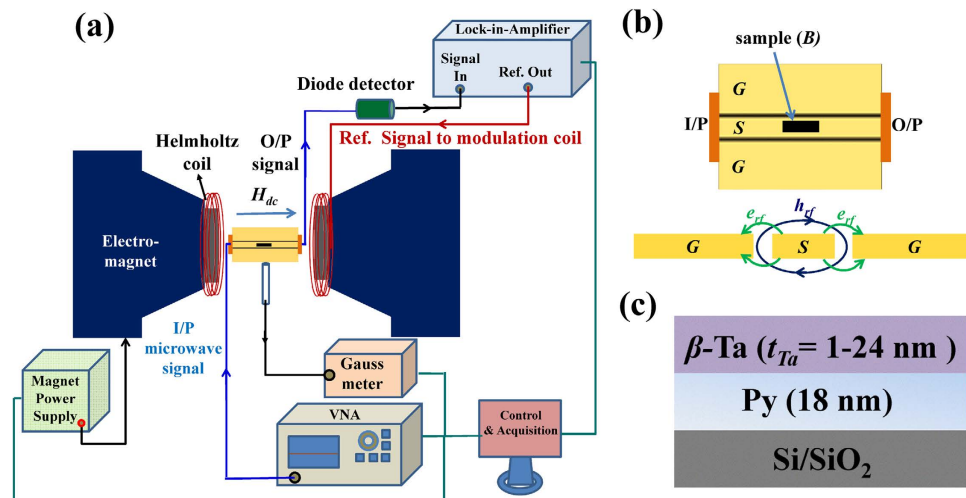 (a)
Lock-in-Amplifier
Signal
In
Ref. Out
Diode detector
Ref. Signal to modulation coil
Helmholtz
coil
O/P
signal
H_dc
Electro-
magnet
I/P
microwave
signal
Magnet
Power
Supply
Gauss
meter
VNA
Control
& Acquisition
(b)
sample (B)
G
I/P
S
O/P
G
e_rf
h_rf
e_rf
G
S
G
(c)
β-Ta (t_Ta= 1-24 nm )
Py (18 nm)
Si/SiO₂